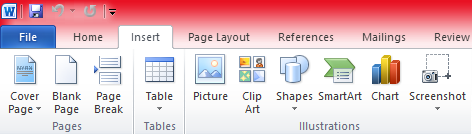 W
File Home Insert Page Layout References Mailings Review
Cover Page Blank Page Page Break Table Picture Clip Art Shapes SmartArt Chart Screenshot
Pages Tables Illustrations